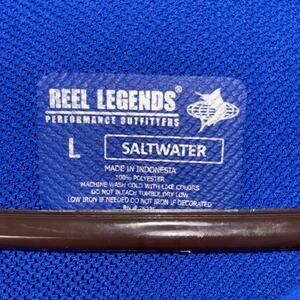 REEL LEGENDS®
PERFORMANCE OUTFITTERS
L SALTWATER
MADE IN INDONESIA
100% POLYESTER
MACHINE WASH COLD WITH LIKE COLORS
DO NOT BLEACH TUMBLE DRY LOW
LOW IRON IF NEEDED DO NOT IRON IF DECORATED
RN #